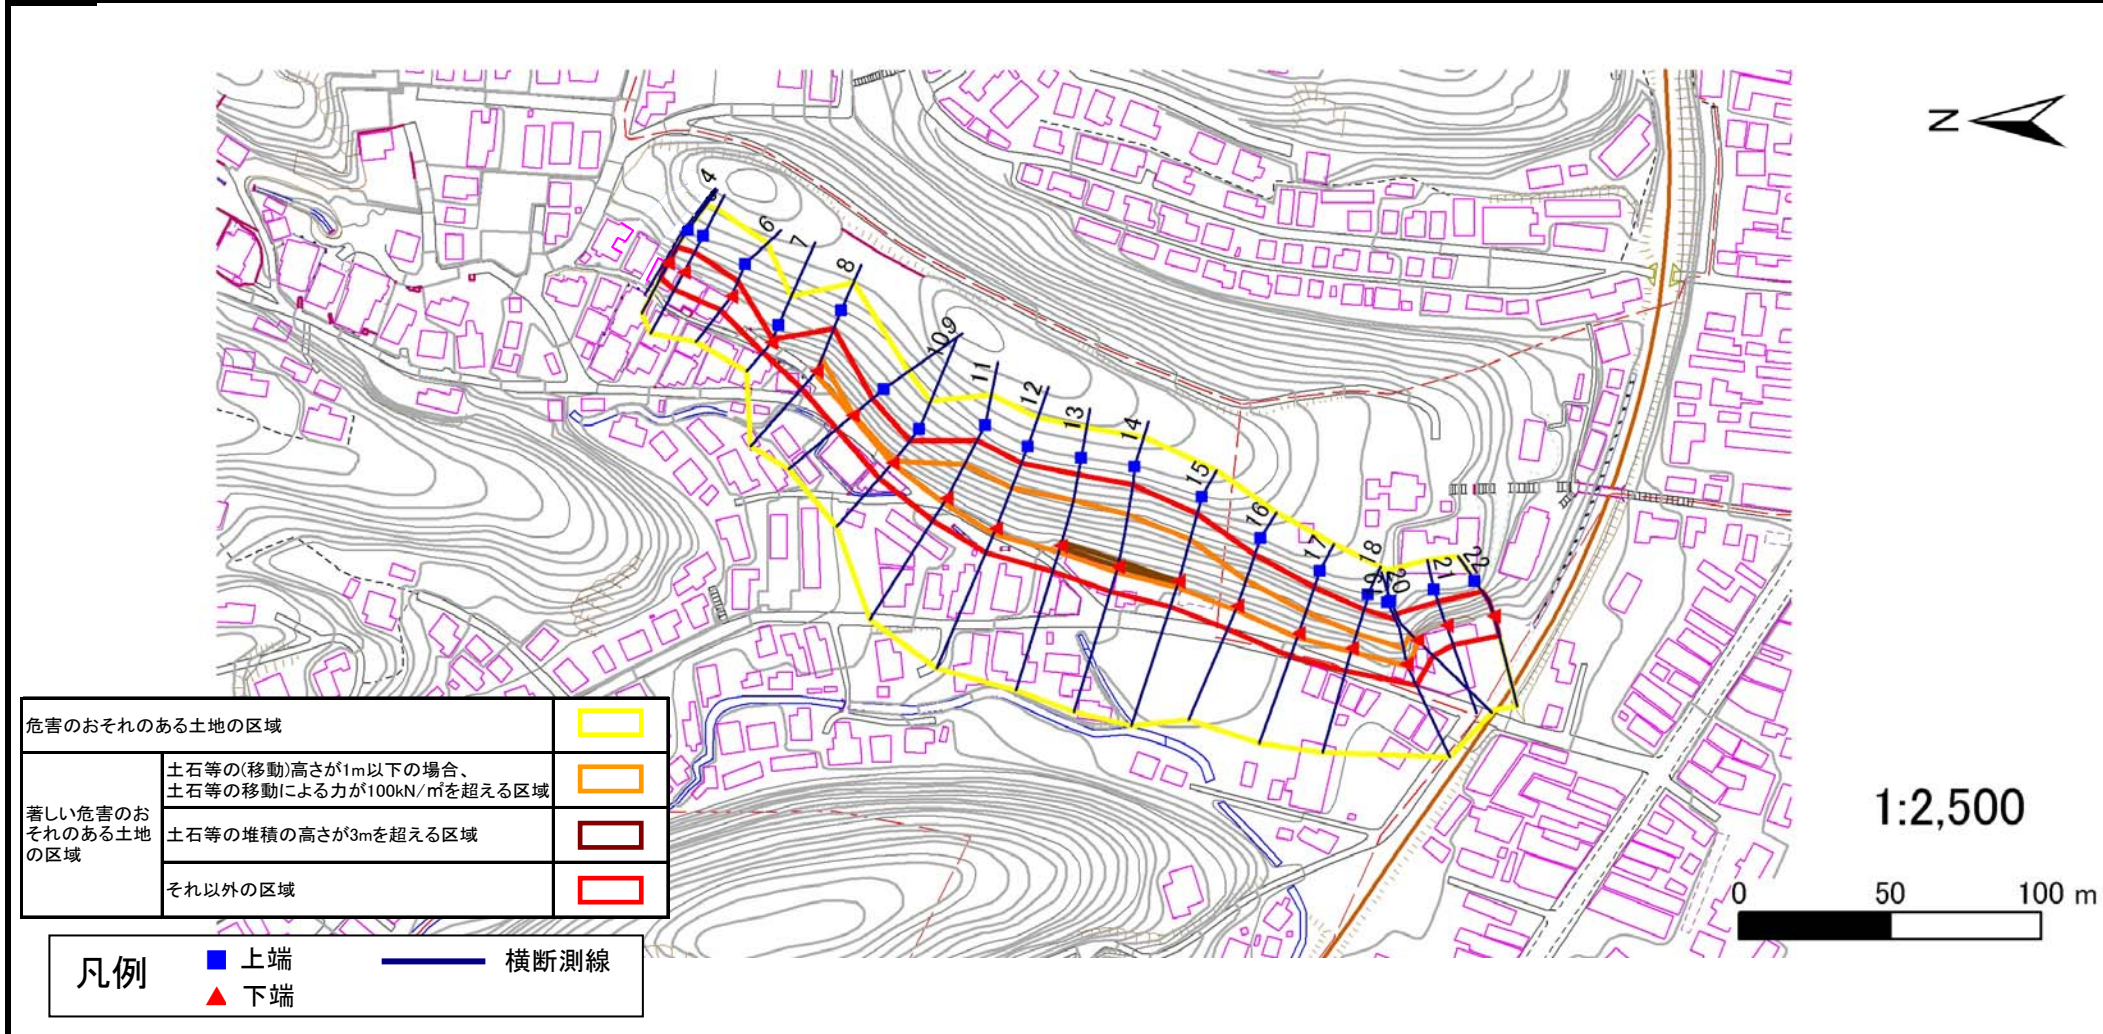 N
4
6
7
8
10
9
11
12
13
14
15
16
17
18
19
20
21
22
危害のおそれのある土地の区域
著しい危害のお
それのある土地
の区域
土石等の(移動)高さが1m以下の場合、
土石等の移動による力が100kN/㎡を超える区域
土石等の堆積の高さが3mを超える区域
それ以外の区域
凡例
上端
下端
横断測線
1:2,500
0 50 100 m